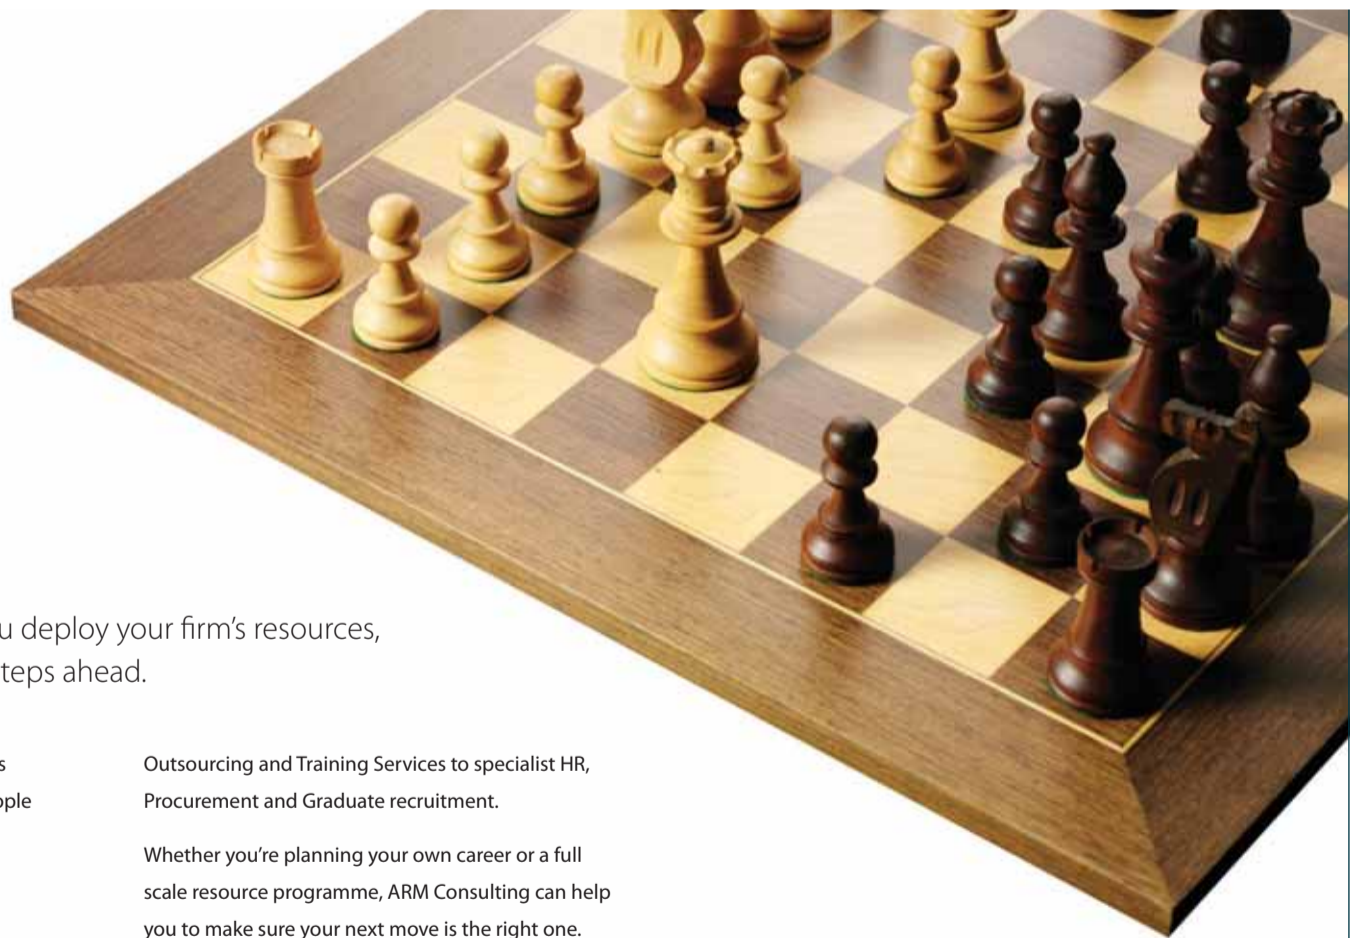 u deploy your firm's resources,
teps ahead.
s
ople
Outsourcing and Training Services to specialist HR,
Procurement and Graduate recruitment.
Whether you're planning your own career or a full
scale resource programme, ARM Consulting can help
you to make sure your next move is the right one.